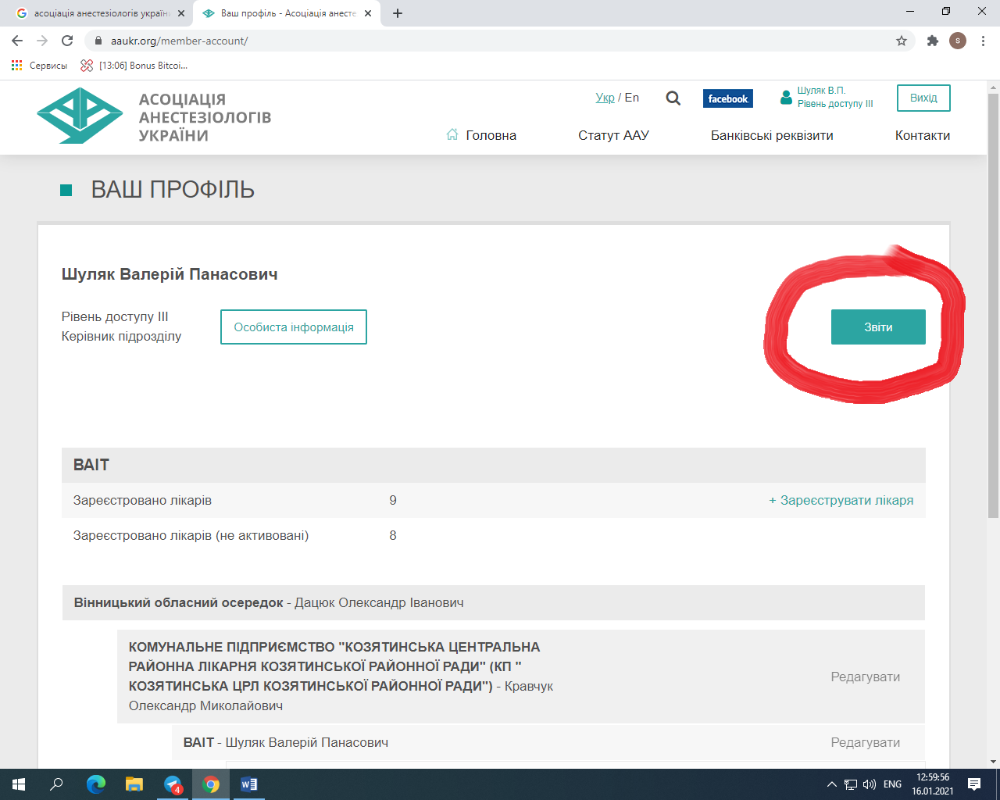 асоціація анестезіологів україни
Ваш профіль - Асоціація анесте
aaukr.org/member-account/
S
Сервисы
[13:06] Bonus Bitcoi...
АСОЦІАЦІЯ
АНЕСТЕЗІОЛОГІВ
УКРАЇНИ
Укр / En
facebook.
Шуляк В.П.
Рівень доступу III
Вихід
Головна
Статут ААУ
Банківські реквізити
Контакти
ВАШ ПРОФІЛЬ
Шуляк Валерій Панасович
Рівень доступу III
Керівник підрозділу
Особиста інформація
Звіти
ВАІТ
Зареєстровано лікарів 9 + Зареєструвати лікаря
Зареєстровано лікарів (не активовані) 8
Вінницький обласний осередок - Дацюк Олександр Іванович
КОМУНАЛЬНЕ ПІДПРИЄМСТВО "КОЗЯТИНСЬКА ЦЕНТРАЛЬНА
РАЙОННА ЛІКАРНЯ КОЗЯТИНСЬКОЇ РАЙОННОЇ РАДИ" (КП "
КОЗЯТИНСЬКА ЦРЛ КОЗЯТИНСЬКОЇ РАЙОННОЇ РАДИ") - Кравчук
Олександр Миколайович
Редагувати
ВАІТ - Шуляк Валерій Панасович
Редагувати
4
ENG
12:59:56
16.01.2021